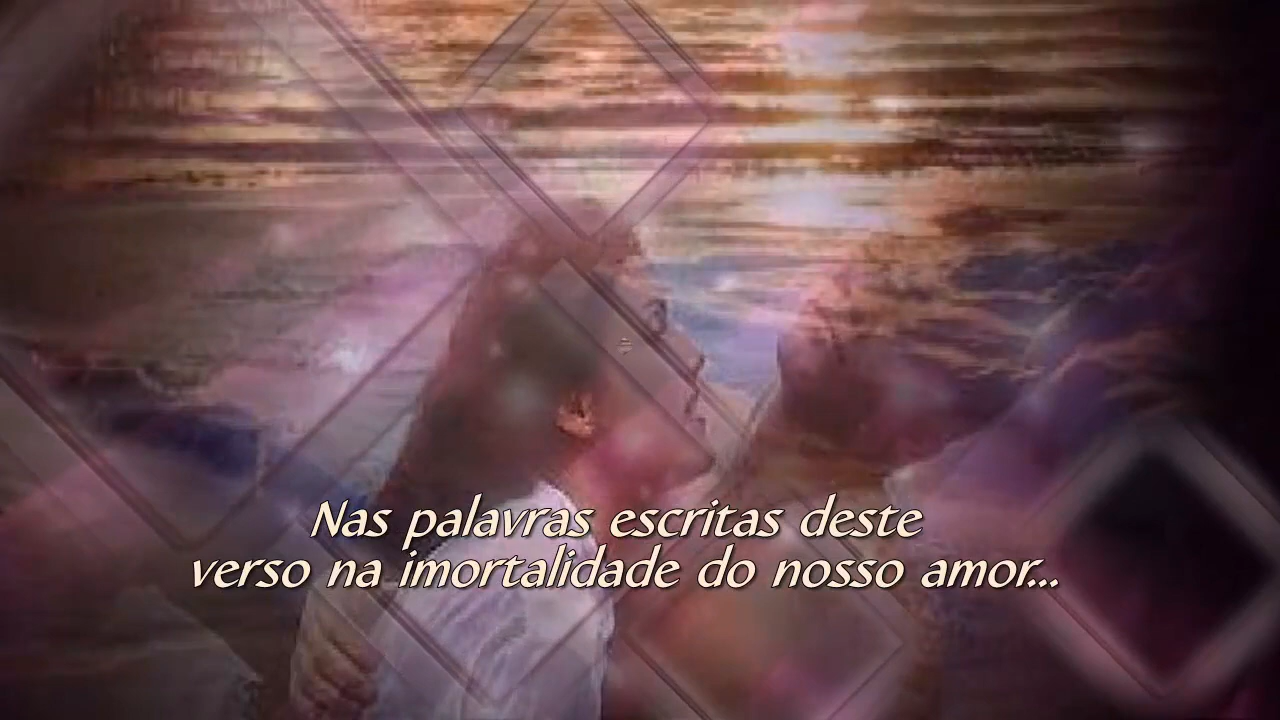 Nas palavras escritas deste
verso na imortalidade do nosso amor...